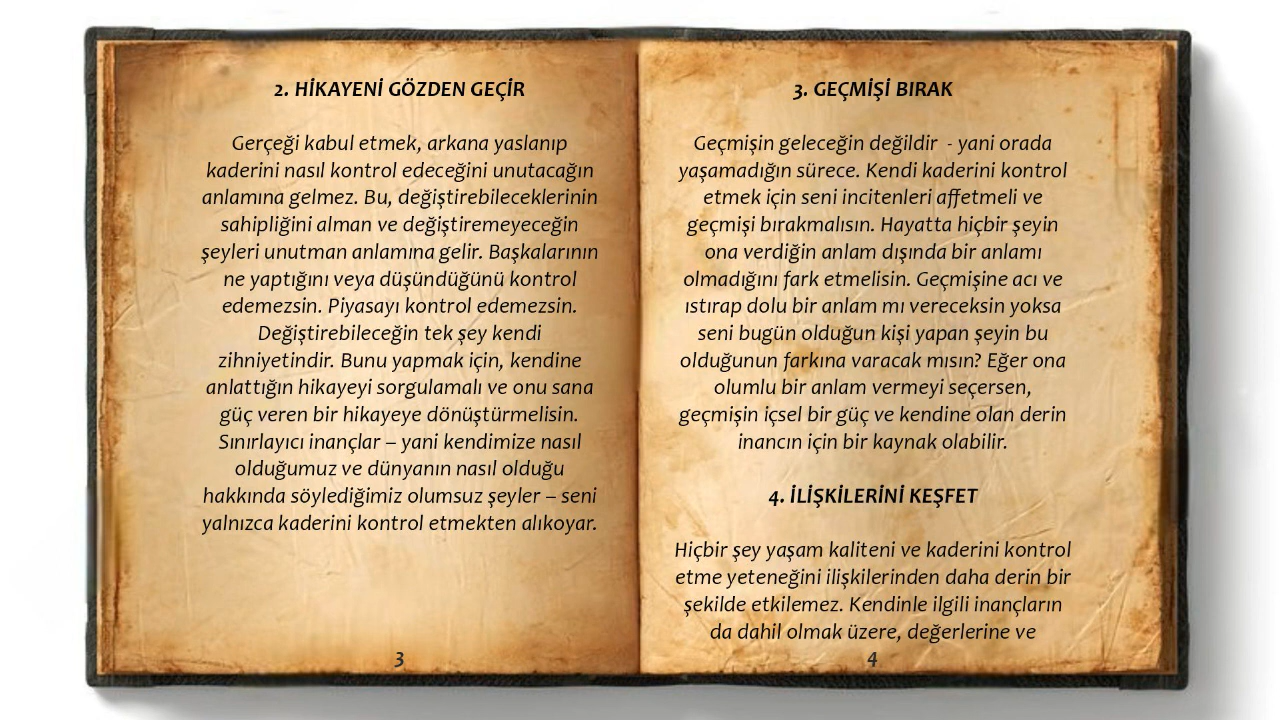 2. HİKAYENİ GÖZDEN GEÇİR
Gerçeği kabul etmek, arkana yaslanıp
kaderini nasıl kontrol edeceğini unutacağın
anlamına gelmez. Bu, değiştirebileceklerinin
sahipliğini alman ve değiştiremeyeceğin
şeyleri unutman anlamına gelir. Başkalarının
ne yaptığını veya düşündüğünü kontrol
edemezsin. Piyasayı kontrol edemezsin.
Değiştirebileceğin tek şey kendi
zihniyetindir. Bunu yapmak için, kendine
anlattığın hikayeyi sorgulamalı ve onu sana
güç veren bir hikayeye dönüştürmelisin.
Sınırlayıcı inançlar – yani kendimize nasıl
olduğumuz ve dünyanın nasıl olduğu
hakkında söylediğimiz olumsuz şeyler – seni
yalnızca kaderini kontrol etmekten alıkoyar.
3
3. GEÇMİŞİ BIRAK
Geçmişin geleceğin değildir - yani orada
yaşamadığın sürece. Kendi kaderini kontrol
etmek için seni incitenleri affetmeli ve
geçmişi bırakmalısın. Hayatta hiçbir şeyin
ona verdiğin anlam dışında bir anlamı
olmadığını fark etmelisin. Geçmişine acı ve
ıstırap dolu bir anlam mı vereceksin yoksa
seni bugün olduğun kişi yapan şeyin bu
olduğunun farkına varacak mısın? Eğer ona
olumlu bir anlam vermeyi seçersen,
geçmişin içsel bir güç ve kendine olan derin
inancın için bir kaynak olabilir.
4. İLİŞKİLERİNİ KEŞFET
Hiçbir şey yaşam kaliteni ve kaderini kontrol
etme yeteneğini ilişkilerinden daha derin bir
şekilde etkilemez. Kendinle ilgili inançların
da dahil olmak üzere, değerlerine ve
4